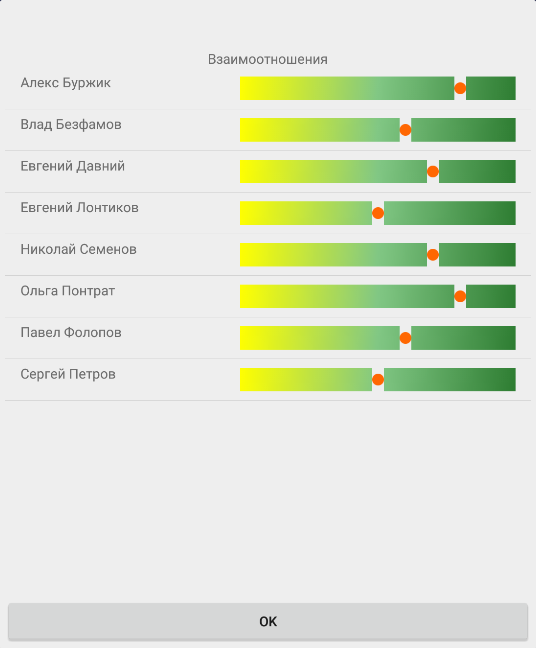 Взаимоотношения
Алекс Буржик
Влад Безфамов
Евгений Давний
Евгений Лонтиков
Николай Семенов
Ольга Понтрат
Павел Фолопов
Сергей Петров
OK